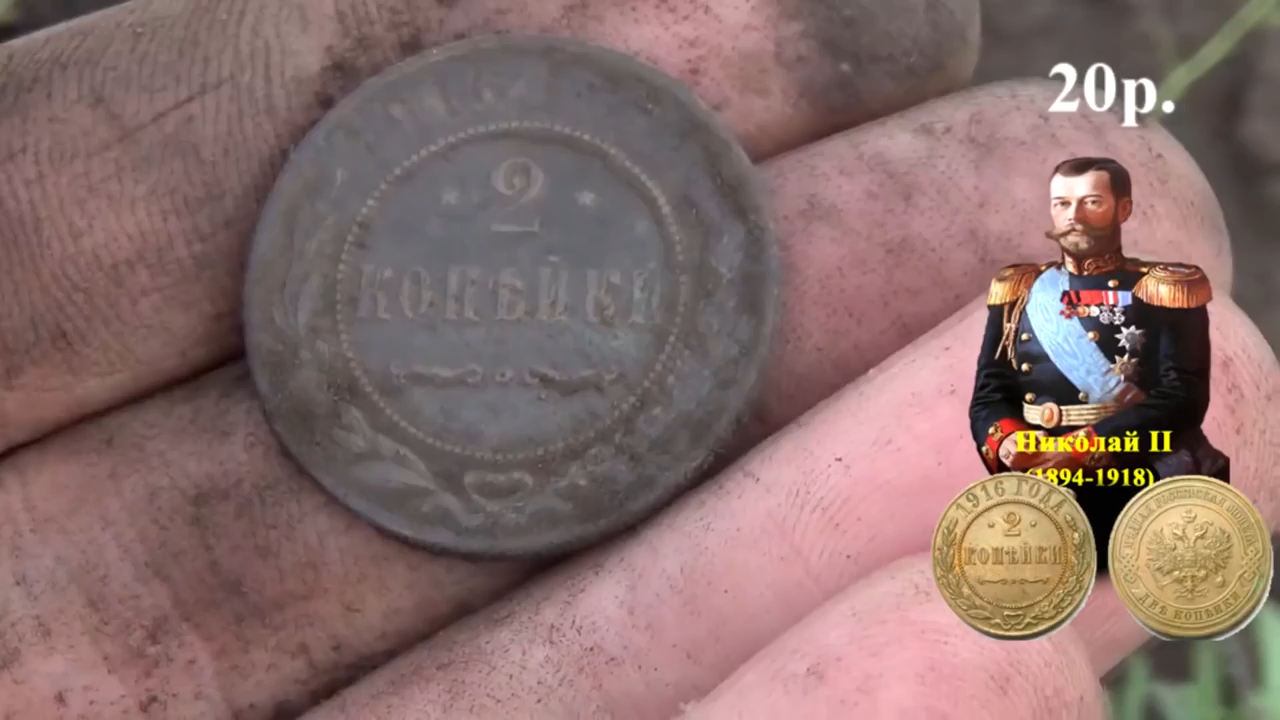 2
КОПѢЙКИ
20р.
Николай II
(1894-1918)
1916 ГОДА
2
КОПѢЙКИ
ДВѢ КОПѢЙКИ